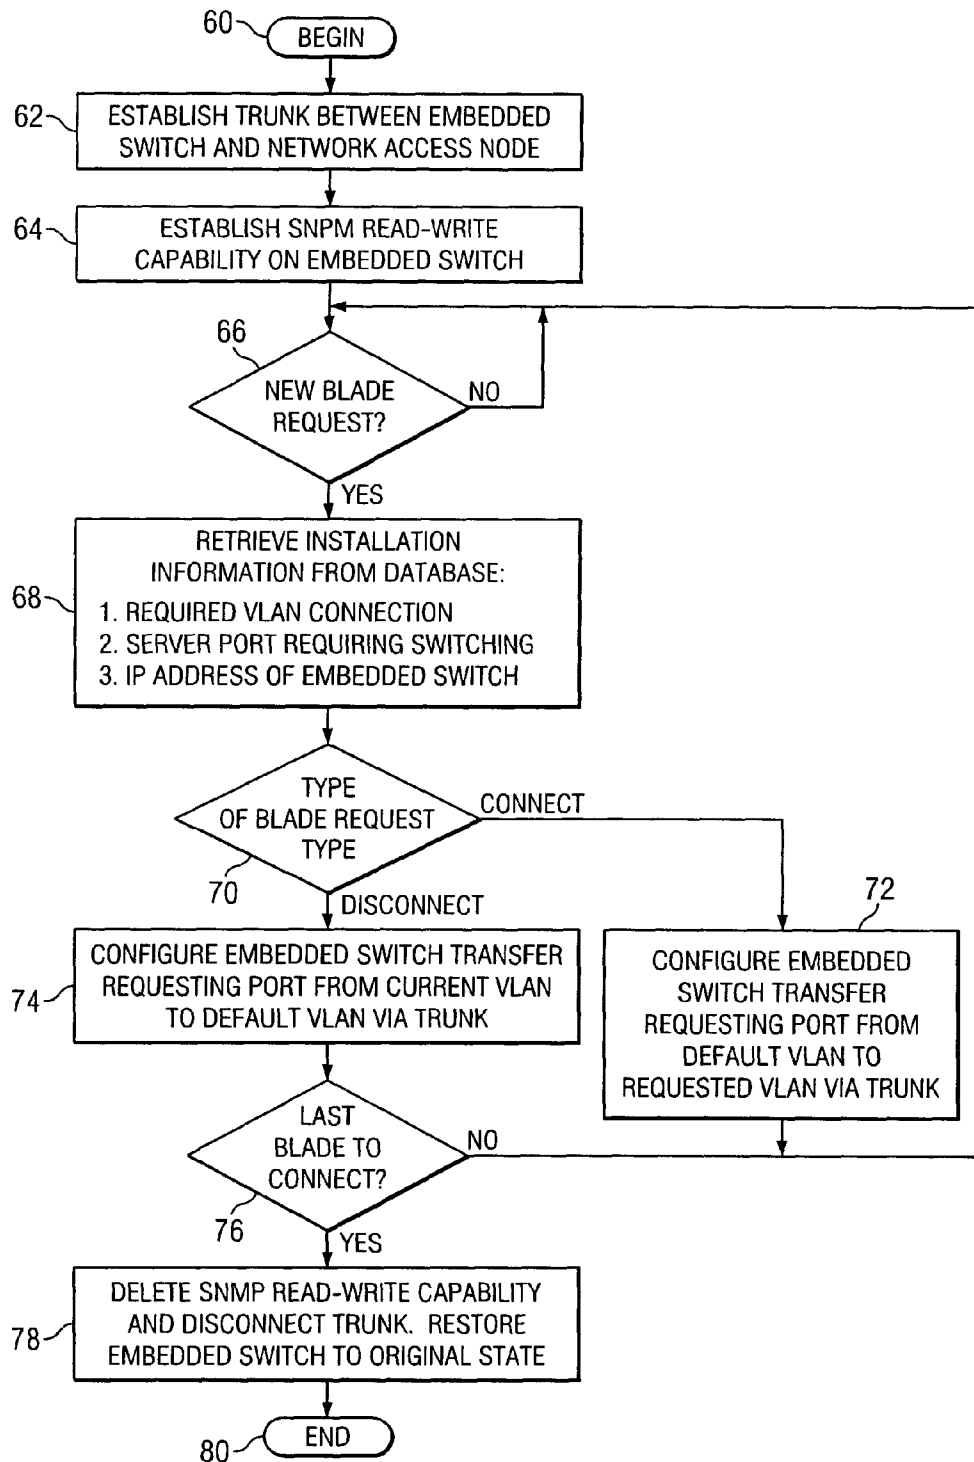 60
BEGIN
62
ESTABLISH TRUNK BETWEEN EMBEDDED
SWITCH AND NETWORK ACCESS NODE
64
ESTABLISH SNPM READ-WRITE
CAPABILITY ON EMBEDDED SWITCH
66
NEW BLADE
REQUEST?
NO
YES
68
RETRIEVE INSTALLATION
INFORMATION FROM DATABASE:
1. REQUIRED VLAN CONNECTION
2. SERVER PORT REQUIRING SWITCHING
3. IP ADDRESS OF EMBEDDED SWITCH
TYPE
OF BLADE REQUEST
TYPE
70
CONNECT
DISCONNECT
72
CONFIGURE EMBEDDED
SWITCH TRANSFER
REQUESTING PORT FROM
DEFAULT VLAN TO
REQUESTED VLAN VIA TRUNK
74
CONFIGURE EMBEDDED SWITCH TRANSFER
REQUESTING PORT FROM CURRENT VLAN
TO DEFAULT VLAN VIA TRUNK
LAST
BLADE TO
CONNECT?
76
NO
YES
78
DELETE SNMP READ-WRITE CAPABILITY
AND DISCONNECT TRUNK. RESTORE
EMBEDDED SWITCH TO ORIGINAL STATE
80
END